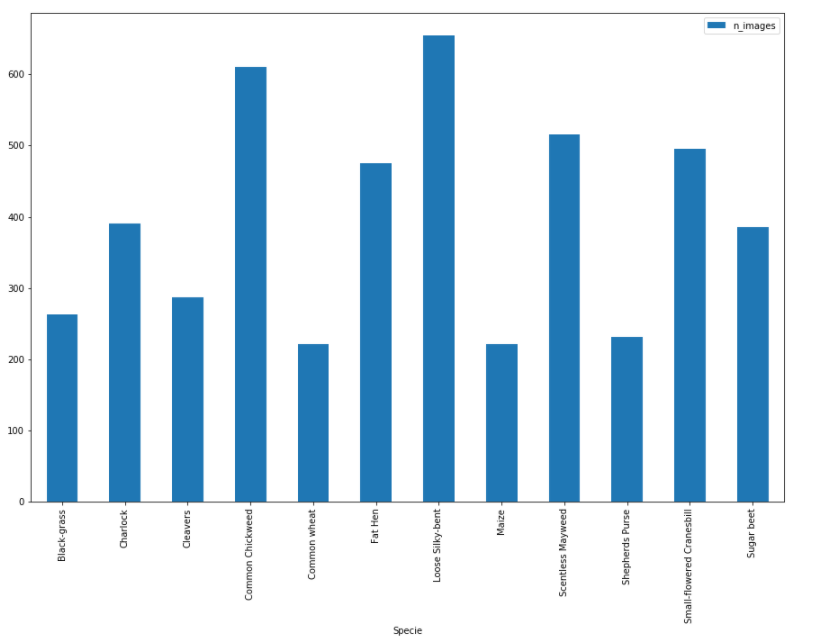 n_images
600
500
400
300
200
100
0
Black-grass
Charlock
Cleavers
Common Chickweed
Common wheat
Fat Hen
Loose Silky-bent
Maize
Scentless Mayweed
Shepherds Purse
Small-flowered Cranesbill
Sugar beet
Specie